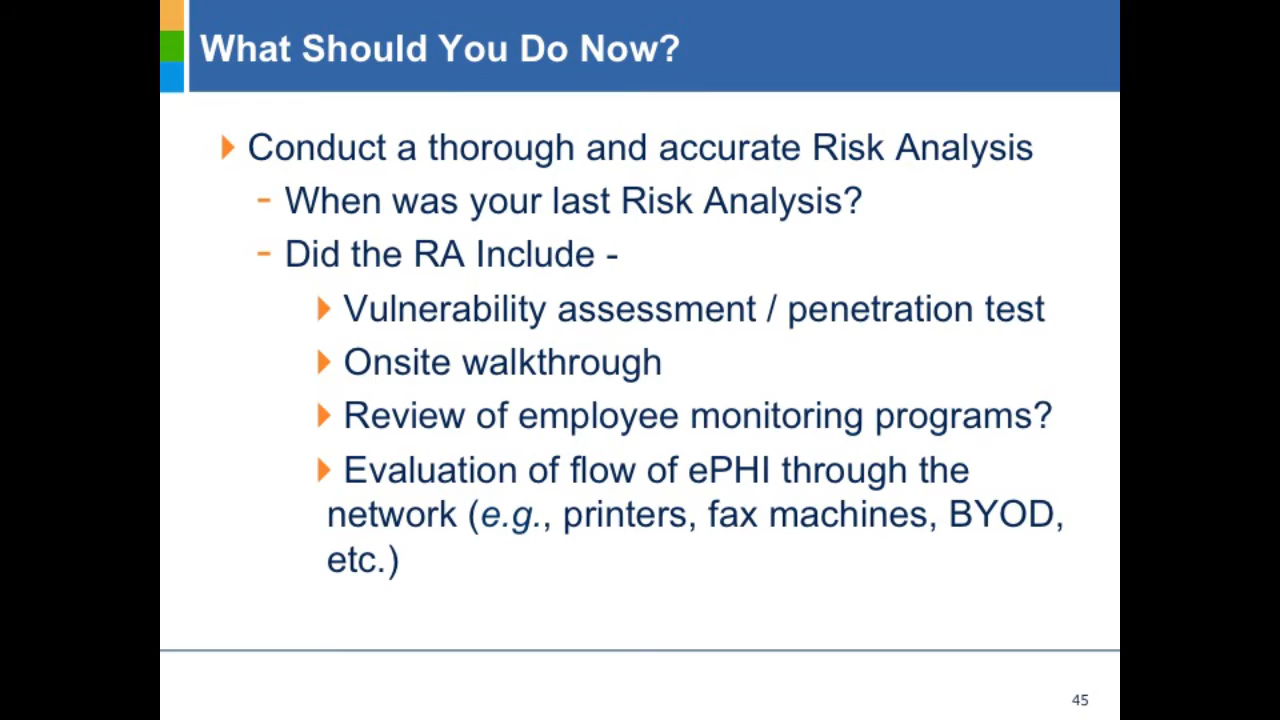 What Should You Do Now?
Conduct a thorough and accurate Risk Analysis
- When was your last Risk Analysis?
- Did the RA Include -
Vulnerability assessment / penetration test
Onsite walkthrough
Review of employee monitoring programs?
Evaluation of flow of ePHI through the
network (e.g., printers, fax machines, BYOD,
etc.)
45